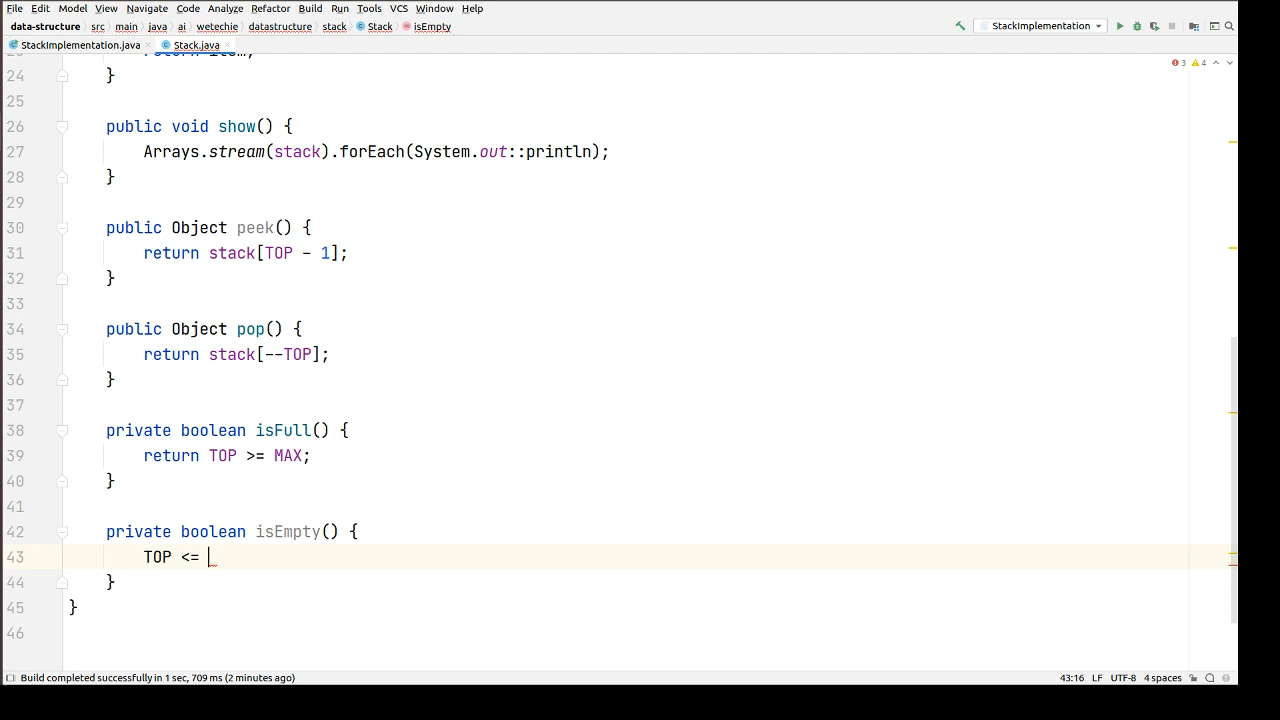 File Edit Model View Navigate Code Analyze Refactor Build Run Tools VCS Window Help
data-structure src main java ai wetechie datastructure stack Stack isEmpty StackImplementation
StackImplementation.java Stack.java
3 4
24 }
25
26 public void show() {
27 Arrays.stream(stack).forEach(System.out::println);
28 }
29
30 public Object peek() {
31 return stack[TOP - 1];
32 }
33
34 public Object pop() {
35 return stack[--TOP];
36 }
37
38 private boolean isFull() {
39 return TOP >= MAX;
40 }
41
42 private boolean isEmpty() {
43 TOP <=
44 }
45 }
46
Build completed successfully in 1 sec, 709 ms (2 minutes ago) 43:16 LF UTF-8 4 spaces